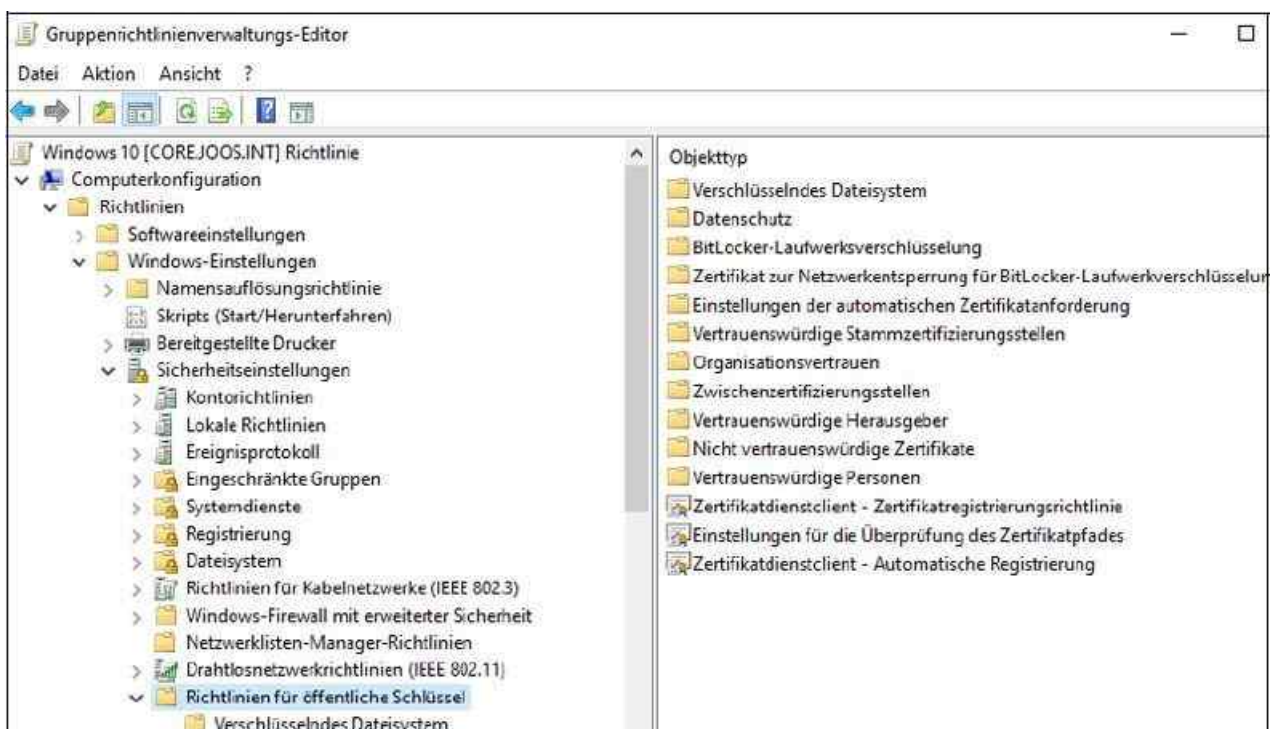 Gruppenrichtlinienverwaltungs-Editor
Datei Aktion Ansicht ?
Windows 10 [COREJOOS.INT] Richtlinie
Computerkonfiguration
Richtlinien
Softwareeinstellungen
Windows-Einstellungen
Namensauflösungsrichtlinie
Skripts (Start/Herunterfahren)
Bereitgestellte Drucker
Sicherheitseinstellungen
Kontorichtlinien
Lokale Richtlinien
Ereignisprotokoll
Eingeschränkte Gruppen
Systemdienste
Registrierung
Dateisystem
Richtlinien für Kabelnetzwerke (IEEE 802.3)
Windows-Firewall mit erweiterter Sicherheit
Netzwerklisten-Manager-Richtlinien
Drahtlosnetzwerkrichtlinien (IEEE 802.11)
Richtlinien für öffentliche Schlüssel
Verschlüsselndes Dateisystem
Objekttyp
Verschlüsselndes Dateisystem
Datenschutz
BitLocker-Laufwerksverschlüsselung
Zertifikat zur Netzwerkentsperrung für BitLocker-Laufwerkverschlüsselur
Einstellungen der automatischen Zertifikatanforderung
Vertrauenswürdige Stammzertifizierungsstellen
Organisationsvertrauen
Zwischenzertifizierungsstellen
Vertrauenswürdige Herausgeber
Nicht vertrauenswürdige Zertifikate
Vertrauenswürdige Personen
Zertifikatdienstclient - Zertifikatregistrierungsrichtlinie
Einstellungen für die Überprüfung des Zertifikatpfades
Zertifikatdienstclient - Automatische Registrierung